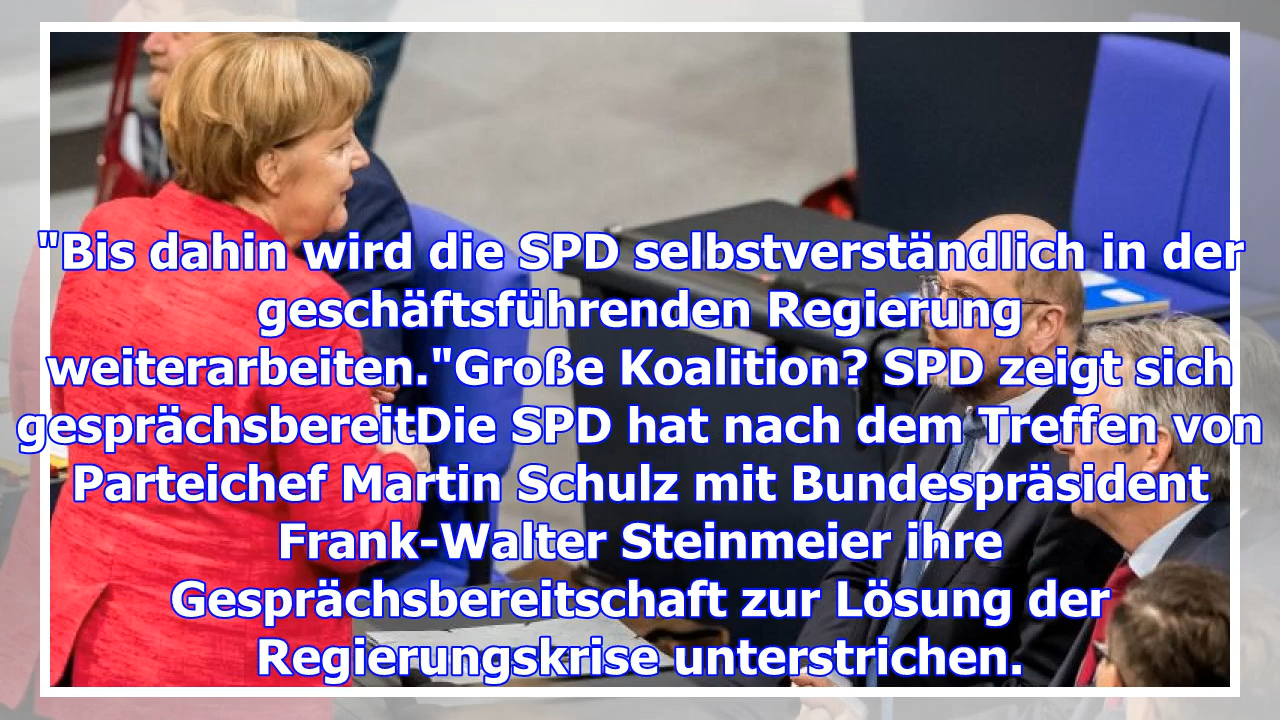 "Bis dahin wird die SPD selbstverständlich in der
geschäftsführenden Regierung
weiterarbeiten."Große Koalition? SPD zeigt sich
gesprächsbereitDie SPD hat nach dem Treffen von
Parteichef Martin Schulz mit Bundespräsident
Frank-Walter Steinmeier ihre
Gesprächsbereitschaft zur Lösung der
Regierungskrise unterstrichen.